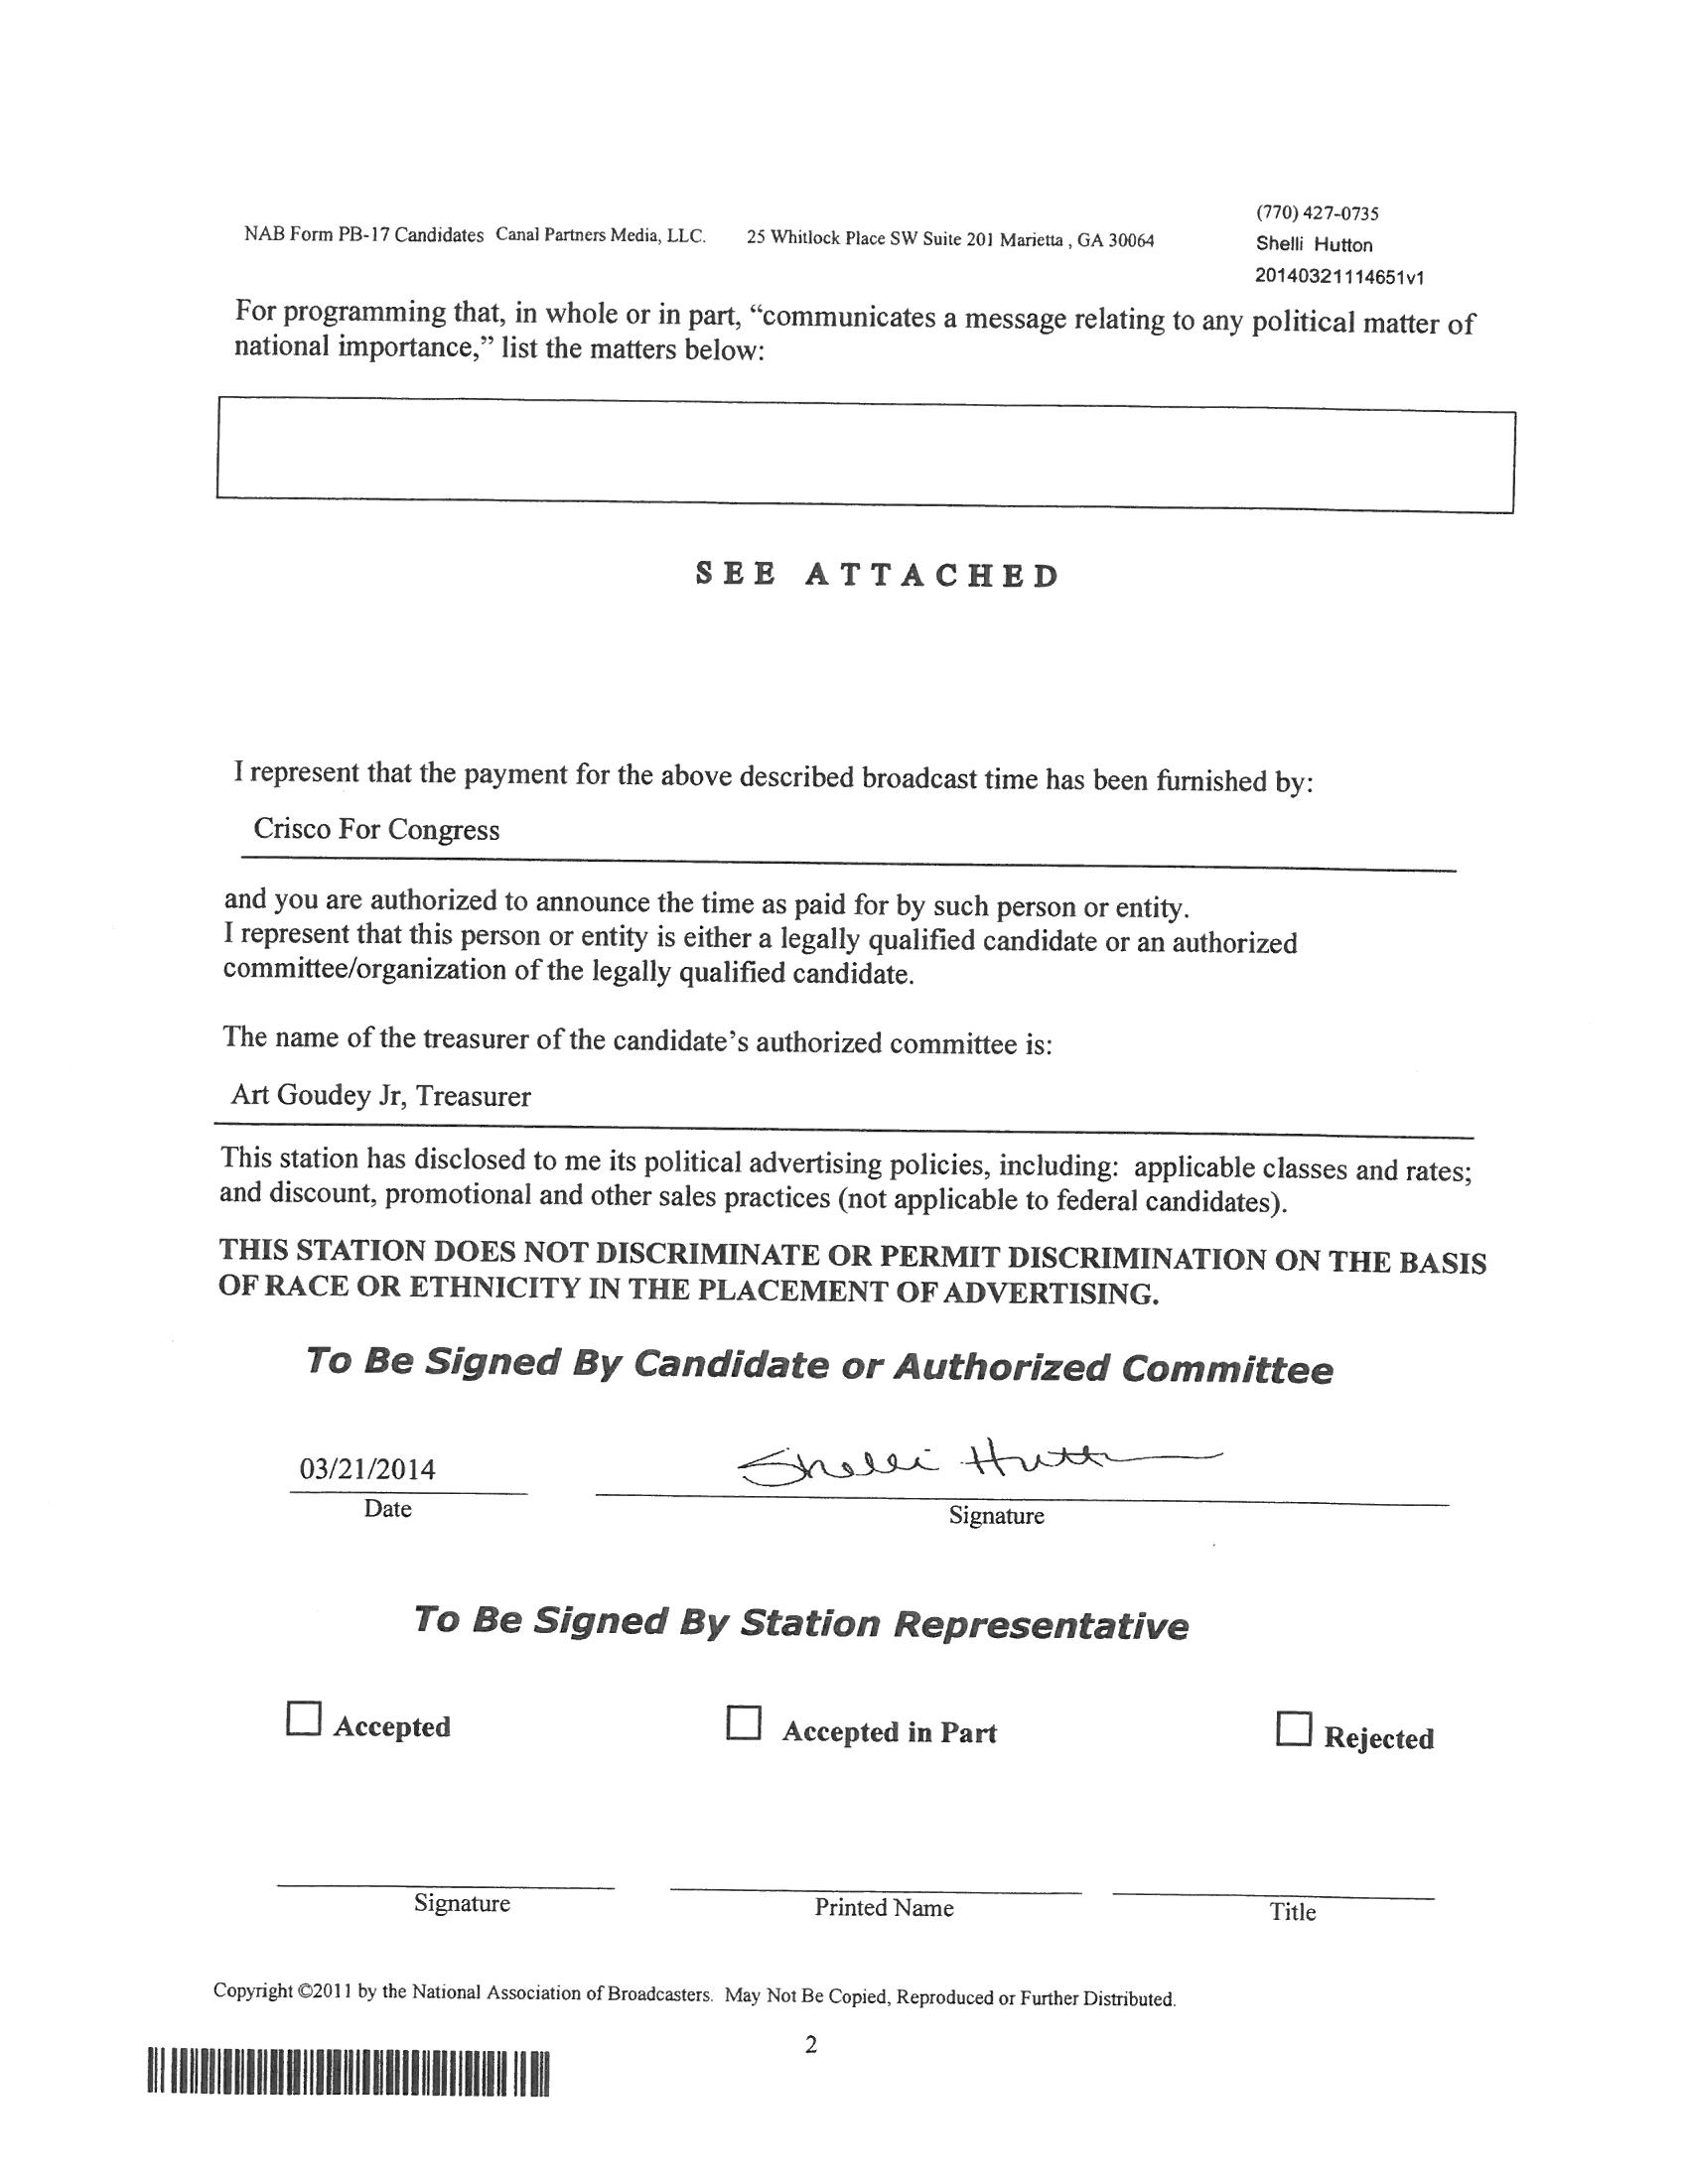 (770) 427-0735
NAB Form PB-17 Candidates Canal Partners Media, LLC. 25 Whitlock Place SW Suite 201 Marietta , GA 30064
Shelli Hutton
20140321114651v1
For programming that, in whole or in part, “communicates a message relating to any political matter of
national importance,” list the matters below:
SEE ATTACHED
I represent that the payment for the above described broadcast time has been furnished by:
Crisco For Congress
and you are authorized to announce the time as paid for by such person or entity.
I represent that this person or entity is either a legally qualified candidate or an authorized
committee/organization of the legally qualified candidate.
The name of the treasurer of the candidate’s authorized committee is:
Art Goudey Jr, Treasurer
This station has disclosed to me its political advertising policies, including: applicable classes and rates;
and discount, promotional and other sales practices (not applicable to federal candidates).
THIS STATION DOES NOT DISCRIMINATE OR PERMIT DISCRIMINATION ON THE BASIS
OF RACE OR ETHNICITY IN THE PLACEMENT OF ADVERTISING.
To Be Signed By Candidate or Authorized Committee
03/21/2014 Shelli Hutton
Date Signature
To Be Signed By Station Representative
Accepted Accepted in Part Rejected
Signature Printed Name Title
Copyright ©2011 by the National Association of Broadcasters. May Not Be Copied, Reproduced or Further Distributed.
2